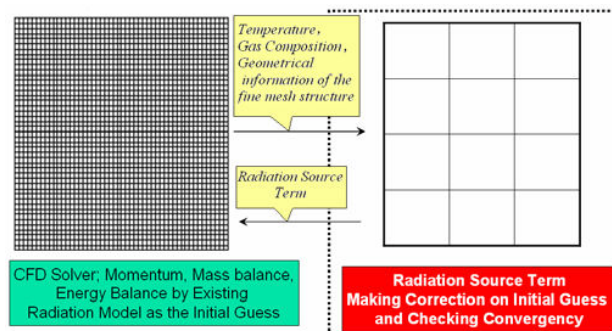 Temperature,
Gas Composition,
Geometrical
information of the
fine mesh structure
Radiation Source
Term
CFD Solver; Momentum, Mass balance,
Energy Balance by Existing
Radiation Model as the Initial Guess
Radiation Source Term
Making Correction on Initial Guess
and Checking Convergency